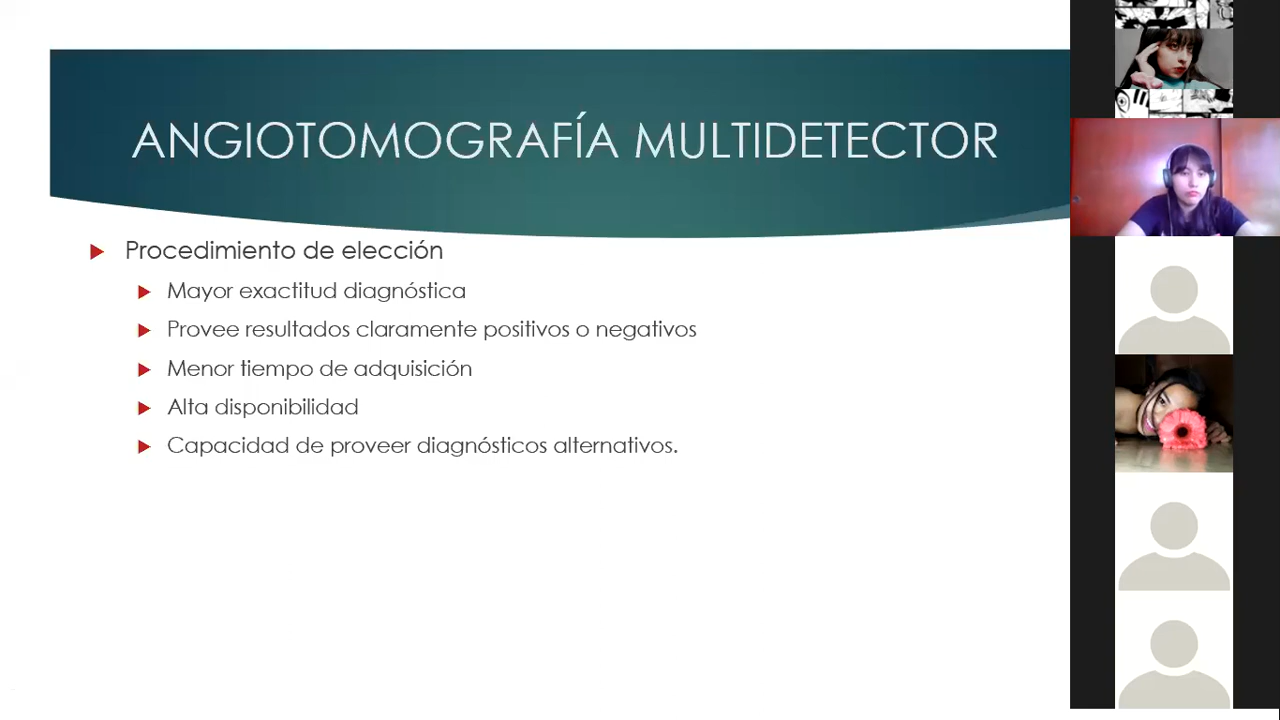 ANGIOTOMOGRAFÍA MULTIDETECTOR
Procedimiento de elección
Mayor exactitud diagnóstica
Provee resultados claramente positivos o negativos
Menor tiempo de adquisición
Alta disponibilidad
Capacidad de proveer diagnósticos alternativos.